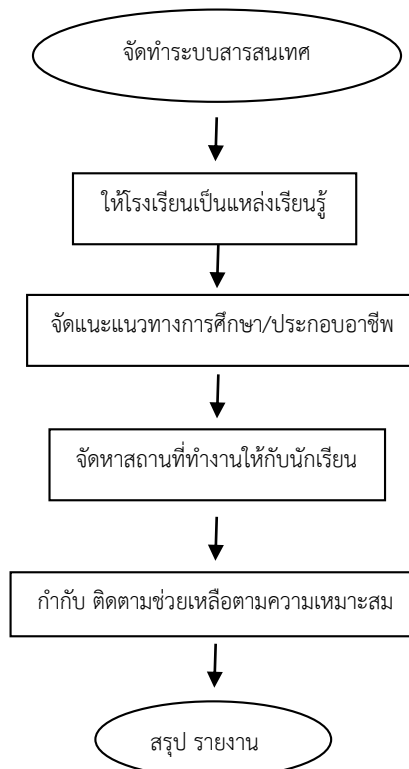 จัดทำระบบสารสนเทศ
ให้โรงเรียนเป็นแหล่งเรียนรู้
จัดแนะแนวทางการศึกษา/ประกอบอาชีพ
จัดหาสถานที่ทำงานให้กับนักเรียน
กำกับ ติดตามช่วยเหลือตามความเหมาะสม
สรุป รายงาน